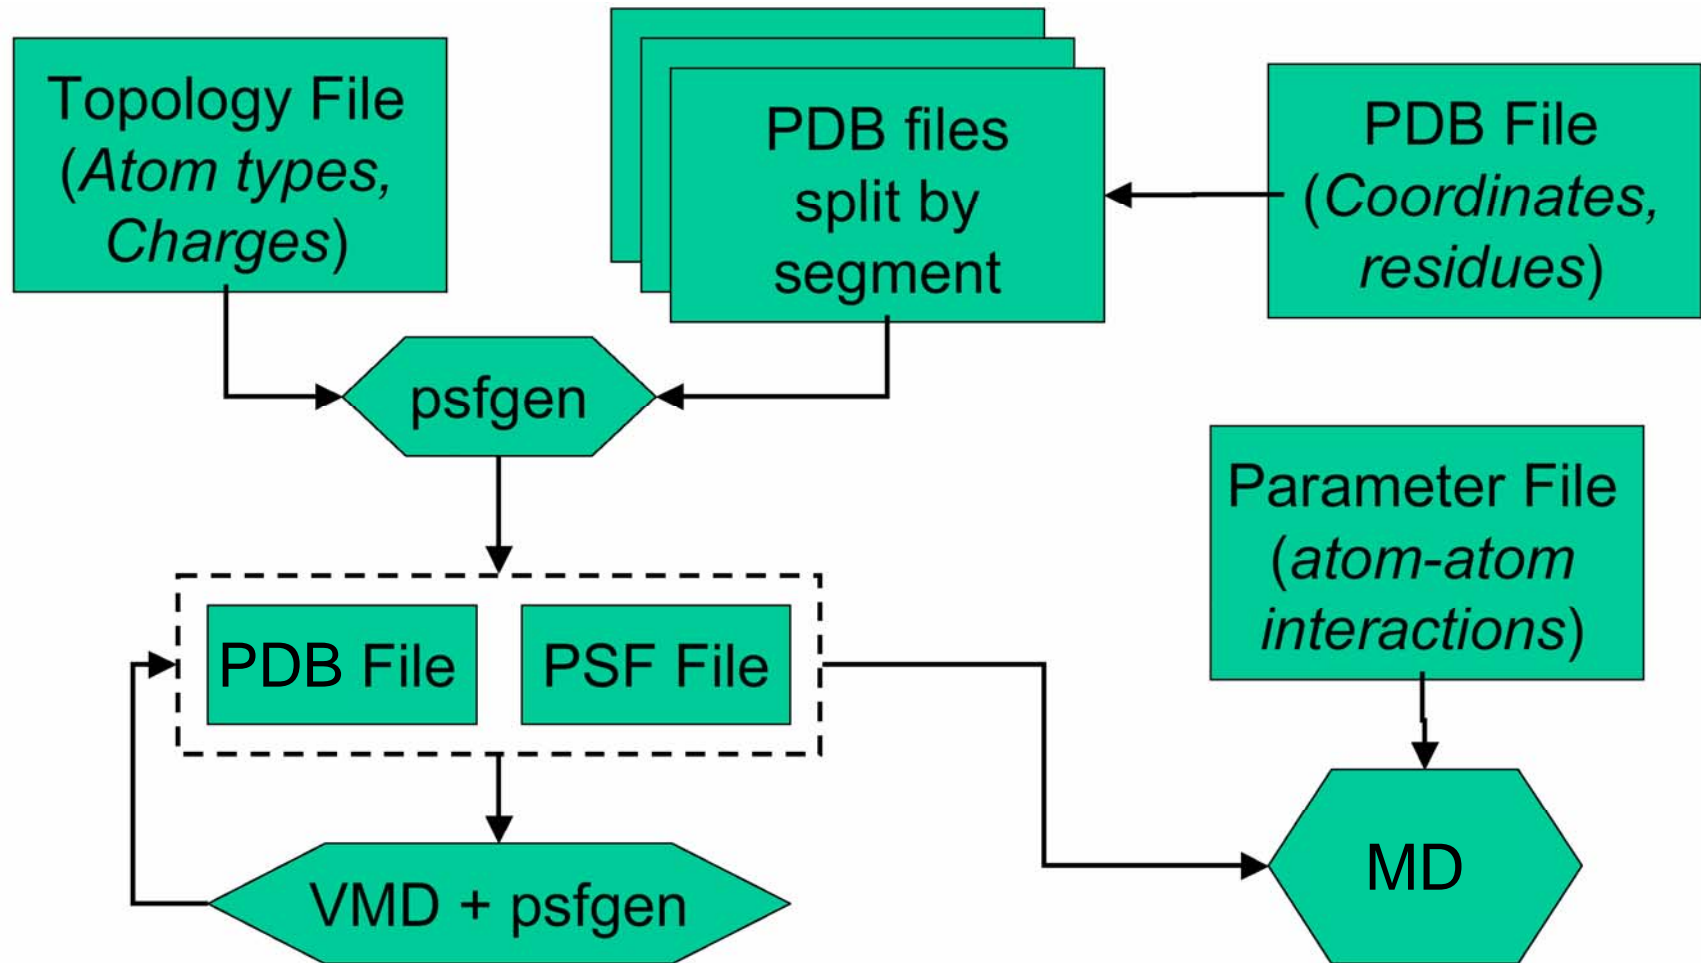 Topology File
(Atom types,
Charges)
PDB files
split by
segment
PDB File
(Coordinates,
residues)
psfgen
Parameter File
(atom-atom
interactions)
PDB File
PSF File
VMD + psfgen
MD